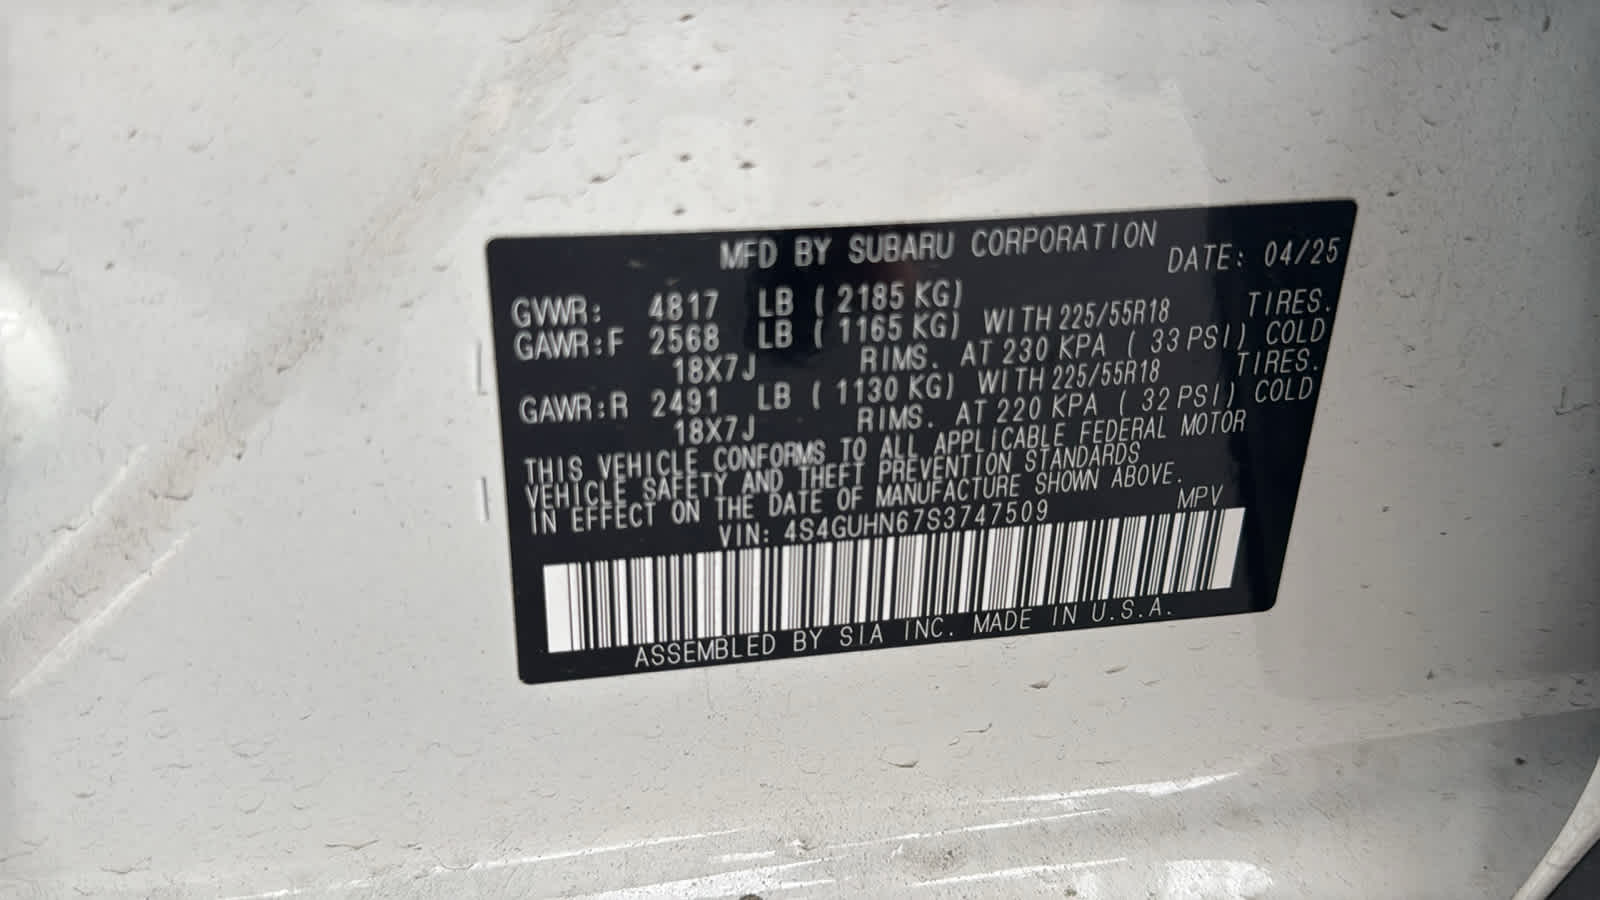 MFD BY SUBARU CORPORATION DATE: 04/25
GVWR: 4817 LB ( 2185 KG)
GAWR:F 2568 LB ( 1165 KG) WITH 225/55R18 TIRES.
18X7J RIMS. AT 230 KPA ( 33 PSI) COLD
GAWR:R 2491 LB ( 1130 KG) WITH 225/55R18 TIRES.
18X7J RIMS. AT 220 KPA ( 32 PSI) COLD
THIS VEHICLE CONFORMS TO ALL APPLICABLE FEDERAL MOTOR
VEHICLE SAFETY AND THEFT PREVENTION STANDARDS
IN EFFECT ON THE DATE OF MANUFACTURE SHOWN ABOVE.
VIN: 4S4GUHN67S3747509 MPV
ASSEMBLED BY SIA INC. MADE IN U.S.A.